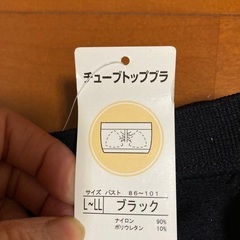 チューブトップブラ
サイズ バスト 86～101
L～LL ブラック
ナイロン 90%
ポリウレタン 10%